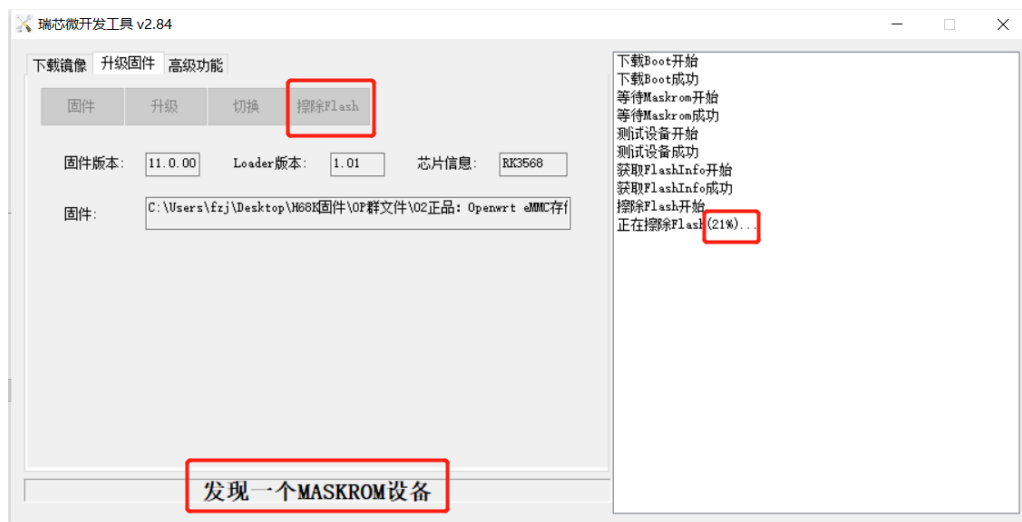 瑞芯微开发工具 v2.84
下载镜像 升级固件 高级功能
固件 升级 切换 擦除Flash
固件版本: 11.0.00 Loader版本: 1.01 芯片信息: RK3568
固件: C:\Users\fzj\Desktop\H68K固件\OP群文件\02正品: Openwrt eMMC存
发现一个MASKROM设备
下载Boot开始
下载Boot成功
等待Maskrom开始
等待Maskrom成功
测试设备开始
测试设备成功
获取FlashInfo开始
获取FlashInfo成功
擦除Flash开始
正在擦除Flash(21%)...